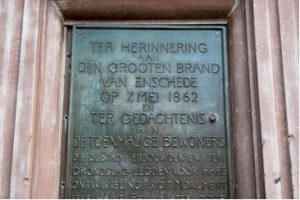 TER HERINNERING
AAN
DEN GROOTEN BRAND
VAN ENSCHEDE
OP 7 MEI 1862
EN
TER GEDACHTENIS
AAN
DE TOENMALIGE BEWONERS
DIE DE STAD HERBOUWDEN EN DEN
GRONDSLAG LEGDEN VOOR HARE
ONTWIKKELING, IS DIT MONUMENT